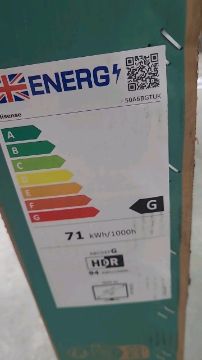 ENERG
Hisense
50A6BGTUK
A
B
C
D
E
F
G
G
71 kWh/1000h
G
HDR
94